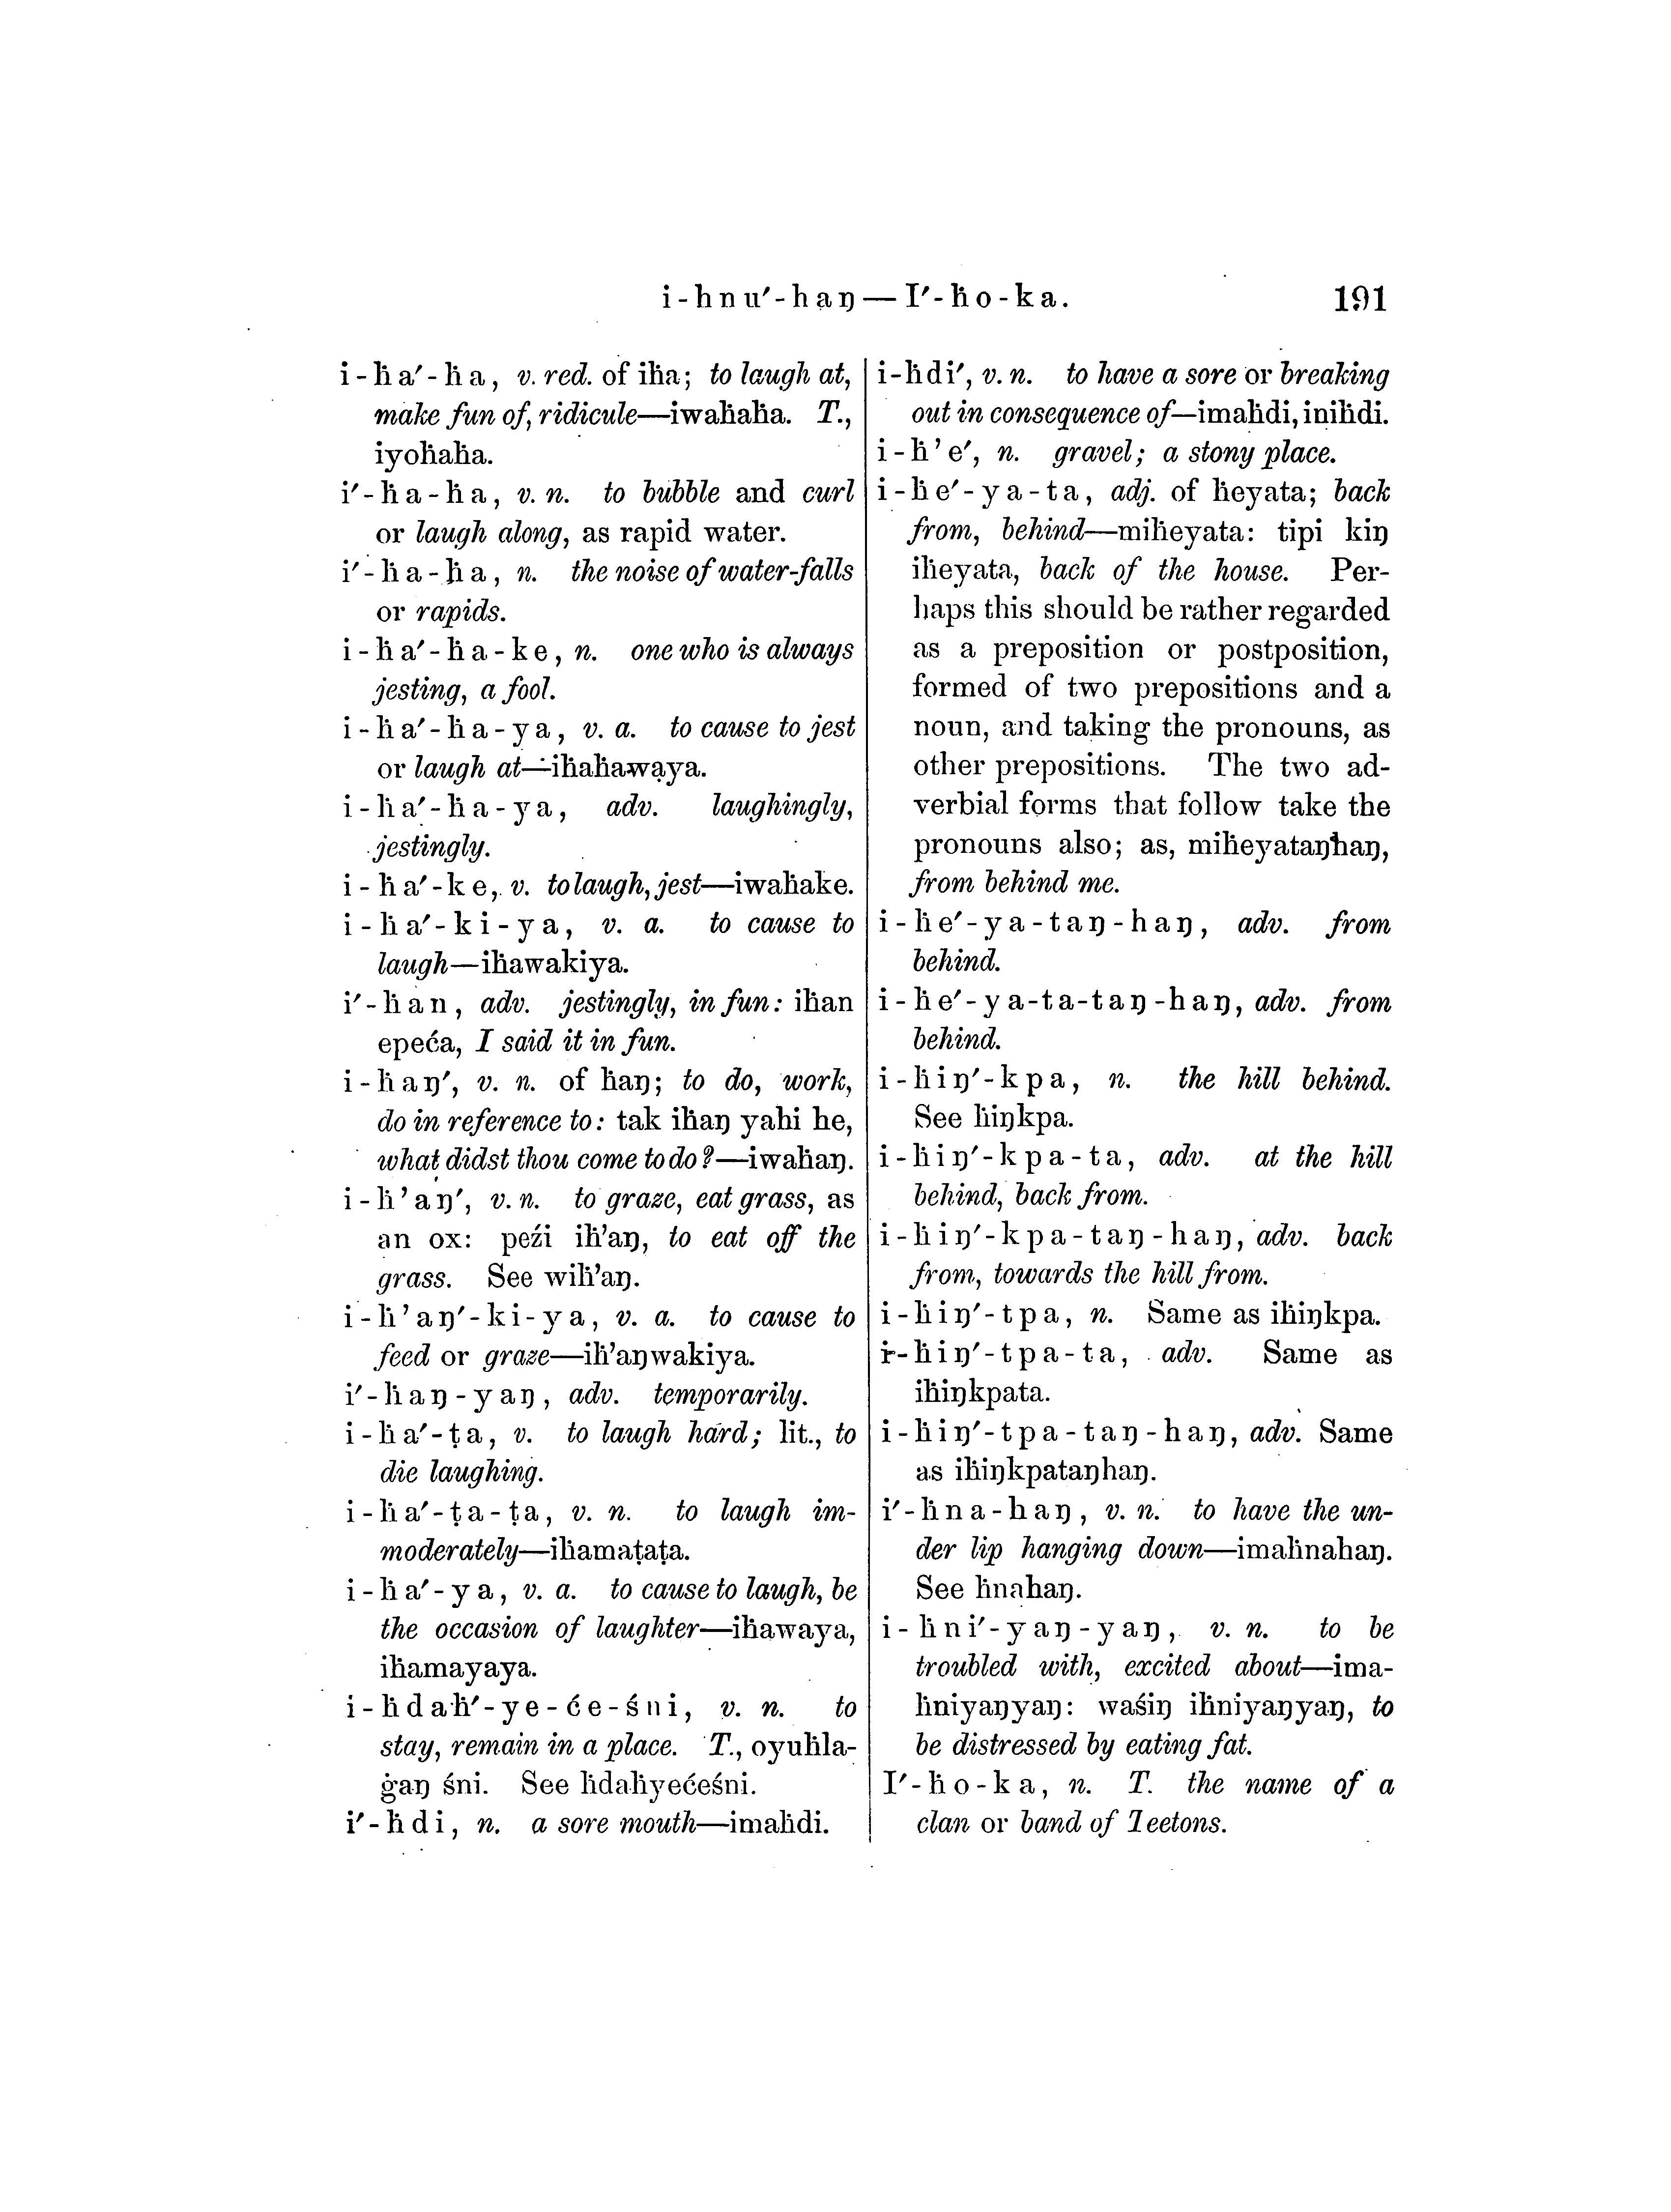 i-hnu′-haŋ—I′-ḣo-ka. 191
i-ḣa′-ḣa, v. red. of iḣa; to laugh at,
make fun of, ridicule—iwaḣaḣa. T.,
iyoḣaḣa.
i′-ḣa-ḣa, v. n. to bubble and curl
or laugh along, as rapid water.
i′-ḣa-ḣa, n. the noise of water-falls
or rapids.
i-ḣa′-ḣa-ke, n. one who is always
jesting, a fool.
i-ḣa′-ḣa-ya, v. a. to cause to jest
or laugh at—iḣaḣawaya.
i-ḣa′-ḣa-ya, adv. laughingly,
jestingly.
i-ḣa′-ke, v. to laugh, jest—iwaḣake.
i-ḣa′-ki-ya, v. a. to cause to
laugh—iḣawakiya.
i′-ḣan, adv. jestingly, in fun: iḣan
epeća, I said it in fun.
i-ḣaŋ′, v. n. of ḣaŋ; to do, work,
do in reference to: tak iḣaŋ yahi he,
what didst thou come to do?—iwaḣaŋ.
i-ḣ’aŋ′, v. n. to graze, eat grass, as
an ox: peźi iḣ’aŋ, to eat off the
grass. See wiḣ’aŋ.
i-ḣ’aŋ′-ki-ya, v. a. to cause to
feed or graze—iḣ’aŋwakiya.
i′-ḣaŋ-yaŋ, adv. temporarily.
i-ḣa′-ṭa, v. to laugh hard; lit., to
die laughing.
i-ḣa′-ṭa-ṭa, v. n. to laugh im-
moderately—iḣamaṭaṭa.
i-ḣa′-ya, v. a. to cause to laugh, be
the occasion of laughter—iḣawaya,
iḣamayaya.
i-ḣdaḣ′-ye-će-śni, v. n. to
stay, remain in a place. T., oyuḣla-
ġaŋ śni. See ḣdaḣyećeśni.
i′-ḣdi, n. a sore mouth—imaḣdi.
i-ḣdi′, v. n. to have a sore or breaking
out in consequence of—imaḣdi, iniḣdi.
i-ḣ’e′, n. gravel; a stony place.
i-ḣe′-ya-ta, adj. of ḣeyata; back
from, behind—miḣeyata: tipi kiŋ
iḣeyata, back of the house. Per-
haps this should be rather regarded
as a preposition or postposition,
formed of two prepositions and a
noun, and taking the pronouns, as
other prepositions. The two ad-
verbial forms that follow take the
pronouns also; as, miḣeyataŋhaŋ,
from behind me.
i-ḣe′-ya-taŋ-haŋ, adv. from
behind.
i-ḣe′-ya-ta-taŋ-haŋ, adv. from
behind.
i-ḣiŋ′-kpa, n. the hill behind.
See ḣiŋkpa.
i-ḣiŋ′-kpa-ta, adv. at the hill
behind, back from.
i-ḣiŋ′-kpa-taŋ-haŋ, adv. back
from, towards the hill from.
i-ḣiŋ′-tpa, n. Same as iḣiŋkpa.
i-ḣiŋ′-tpa-ta, adv. Same as
iḣiŋkpata.
i-ḣiŋ′-tpa-taŋ-haŋ, adv. Same
as iḣiŋkpataŋhaŋ.
i′-ḣna-haŋ, v. n. to have the un-
der lip hanging down—imaḣnahaŋ.
See ḣnahaŋ.
i-ḣni′-yaŋ-yaŋ, v. n. to be
troubled with, excited about—ima-
ḣniyaŋyaŋ: waśiŋ iḣniyaŋyaŋ, to
be distressed by eating fat.
I′-ḣo-ka, n. T. the name of a
clan or band of Teetons.